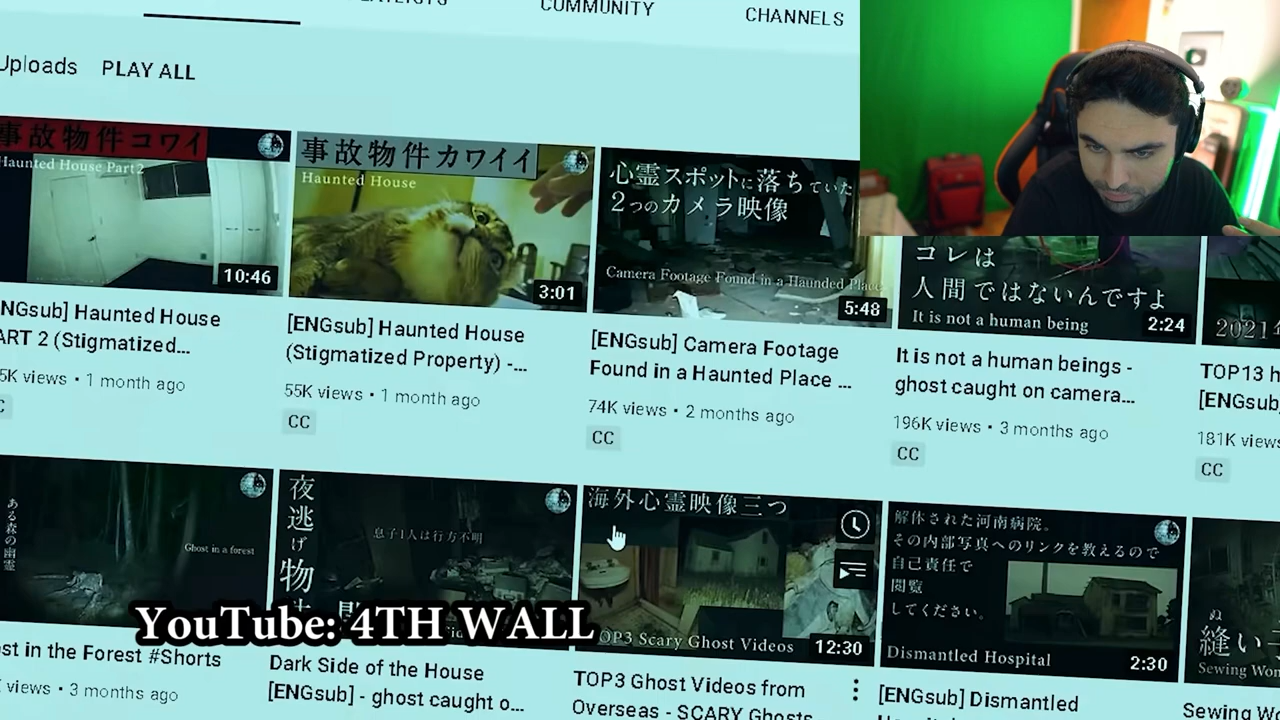 COMMUNITY
CHANNELS
Uploads
PLAY ALL
事故物件コワイ
Haunted House Part2
10:46
事故物件カワイイ
Haunted House
3:01
心霊スポットに落ちていた
2つのカメラ映像
Camera Footage Found in a Haunded Place
5:48
コレは
人間ではないんですよ
It is not a human being
2:24
2021
Haunted House
PART 2 (Stigmatized...
5K views • 1 month ago
[ENGsub] Haunted House
(Stigmatized Property) -...
55K views • 1 month ago
CC
[ENGsub] Camera Footage
Found in a Haunted Place ...
74K views • 2 months ago
CC
It is not a human beings -
ghost caught on camera...
196K views • 3 months ago
CC
TOP13 h
[ENGsub
181K views
CC
ある森の幽霊
Ghost in a forest
夜逃げ物
息子1人は行方不明
海外心霊映像三つ
TOP3 Scary Ghost Videos
12:30
解体された河南病院。
その内部写真へのリンクを教えるので
自己責任で
閲覧
してください。
Dismantled Hospital
2:30
縫い
Sewing Wom
YouTube: 4TH WALL
st in the Forest #Shorts
views • 3 months ago
Dark Side of the House
[ENGsub] - ghost caught o...
TOP3 Ghost Videos from
Overseas - SCARY Ghosts
[ENGsub] Dismantled
Sewing W